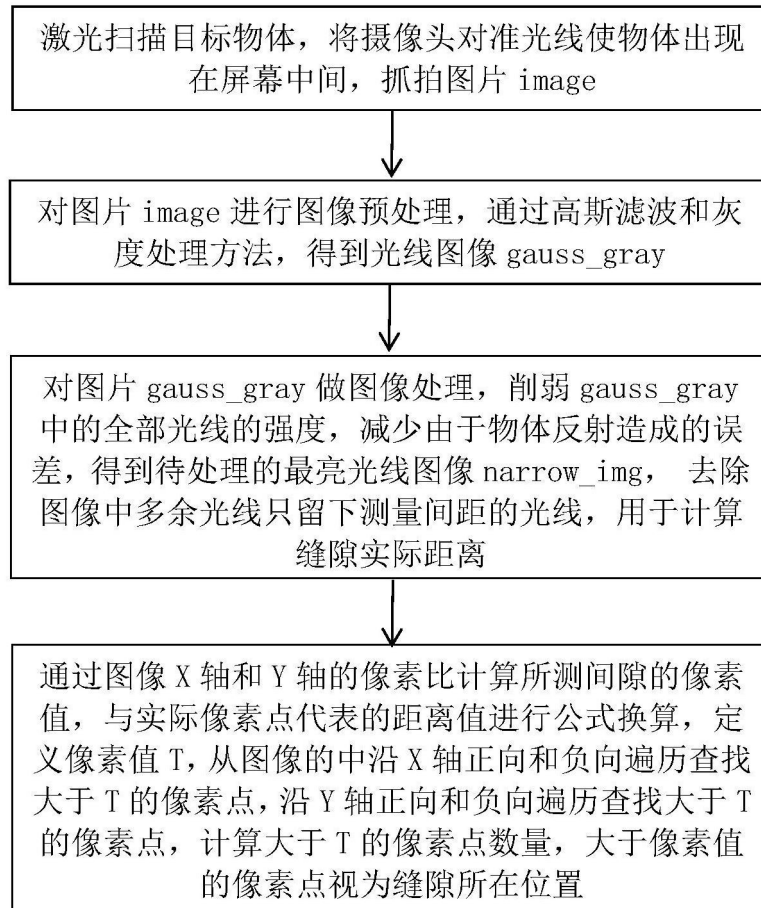 激光扫描目标物体，将摄像头对准光线使物体出现
在屏幕中间，抓拍图片 image
对图片 image 进行图像预处理，通过高斯滤波和灰
度处理方法，得到光线图像 gauss_gray
对图片 gauss_gray 做图像处理，削弱 gauss_gray
中的全部光线的强度，减少由于物体反射造成的误
差，得到待处理的最亮光线图像 narrow_img， 去除
图像中多余光线只留下测量间距的光线，用于计算
缝隙实际距离
通过图像 X 轴和 Y 轴的像素比计算所测间隙的像素
值，与实际像素点代表的距离值进行公式换算，定
义像素值 T，从图像的中沿 X 轴正向和负向遍历查找
大于 T 的像素点，沿 Y 轴正向和负向遍历查找大于 T
的像素点，计算大于 T 的像素点数量，大于像素值
的像素点视为缝隙所在位置